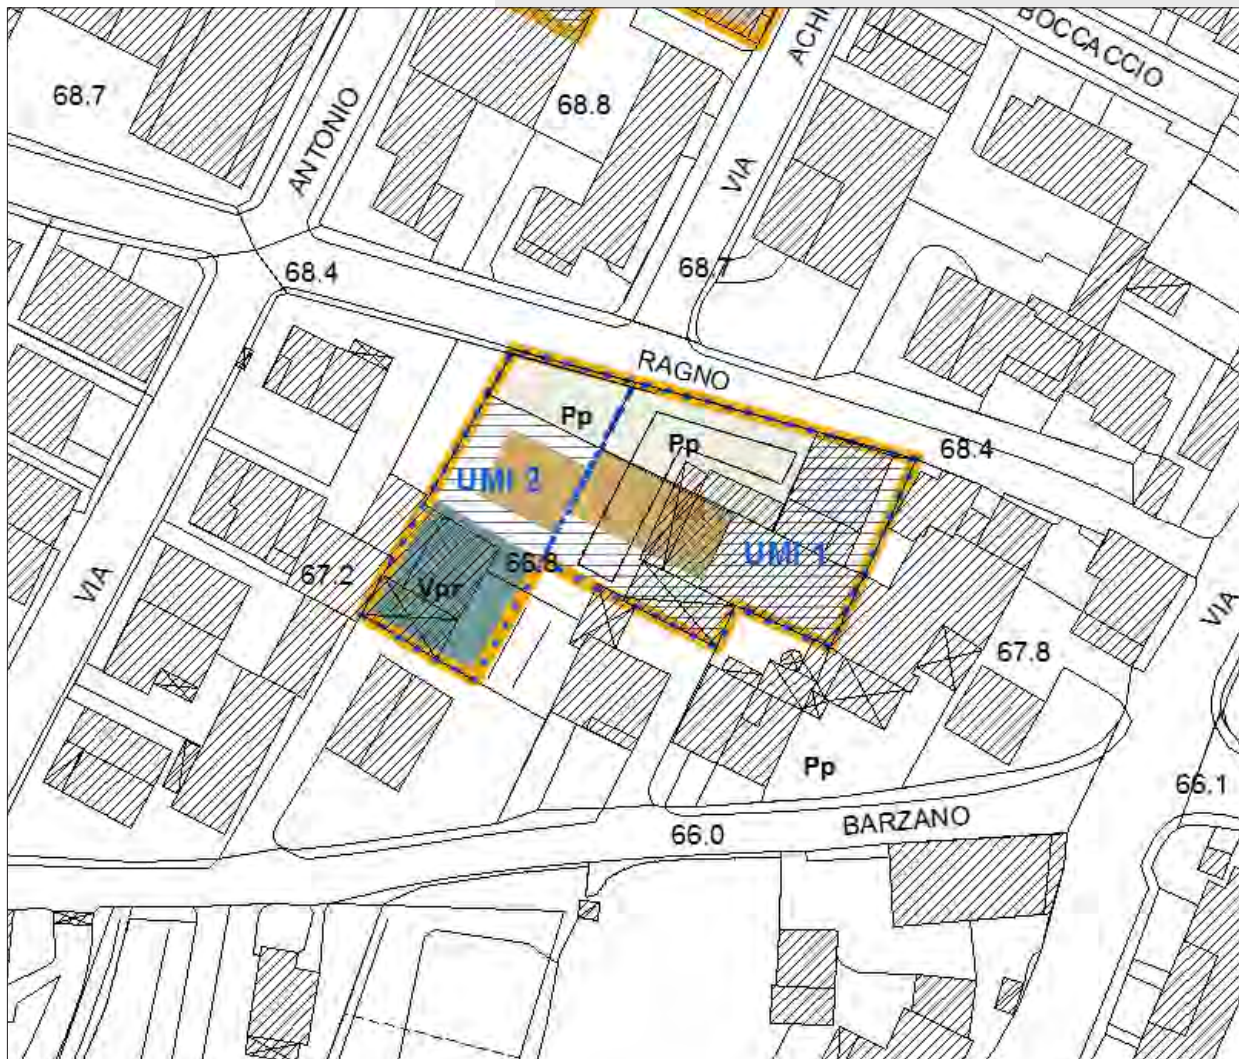 BOCCACCIO
ACHI
68.7
ANTONIO
68.8
VIA
68.4
68.7
RAGNO
Pp
Pp
68.4
UMI 2
66.8
UMI 1
67.2
Vpr
VIA
VIA
67.8
Pp
66.1
66.0
BARZANO